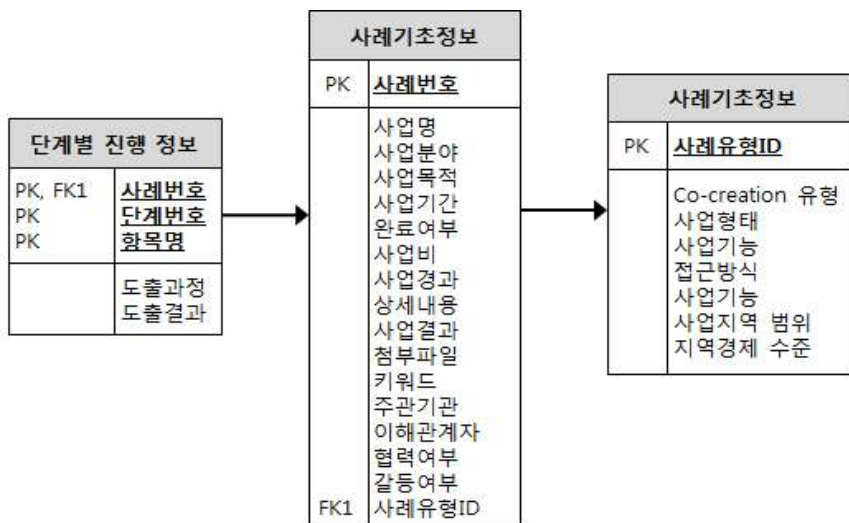 단계별 진행 정보
PK, FK1 사례번호
PK 단계번호
PK 항목명
도출과정
도출결과
사례기초정보
PK 사례번호
사업명
사업분야
사업목적
사업기간
완료여부
사업비
사업경과
상세내용
사업결과
첨부파일
키워드
주관기관
이해관계자
협력여부
갈등여부
FK1 사례유형ID
사례기초정보
PK 사례유형ID
Co-creation 유형
사업형태
사업기능
접근방식
사업기능
사업지역 범위
지역경제 수준